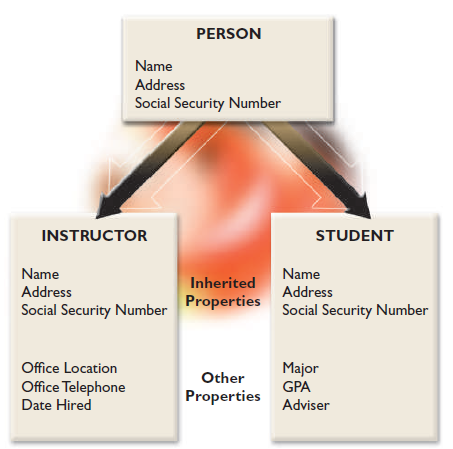 PERSON
Name
Address
Social Security Number
INSTRUCTOR
Name
Address
Social Security Number
Office Location
Office Telephone
Date Hired
Inherited
Properties
Other
Properties
STUDENT
Name
Address
Social Security Number
Major
GPA
Adviser